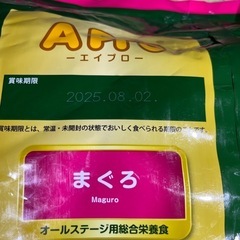 ーエイプローー
賞味期限
2025.08.02.
賞味期限とは、常温・未開封の状態でおいしく食べられる期限の
まぐろ
Maguro
オールステージ用総合栄養食